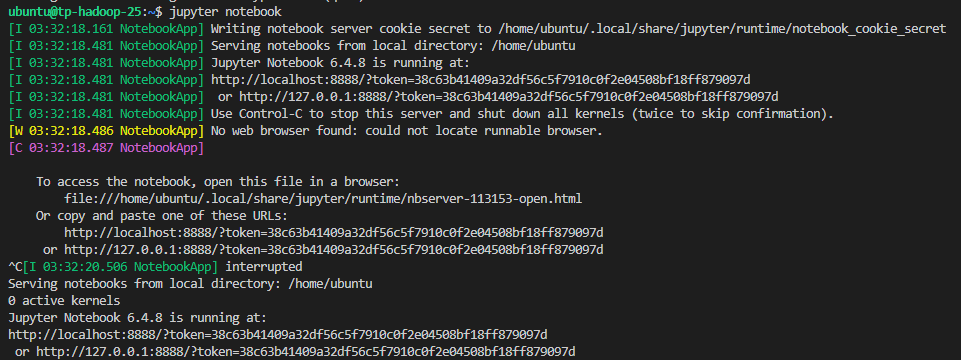 ubuntu@tp-hadoop-25:~$ jupyter notebook
[I 03:32:18.161 NotebookApp] Writing notebook server cookie secret to /home/ubuntu/.local/share/jupyter/runtime/notebook_cookie_secret
[I 03:32:18.481 NotebookApp] Serving notebooks from local directory: /home/ubuntu
[I 03:32:18.481 NotebookApp] Jupyter Notebook 6.4.8 is running at:
[I 03:32:18.481 NotebookApp] http://localhost:8888/?token=38c63b41409a32df56c5f7910c0f2e04508bf18ff879097d
[I 03:32:18.481 NotebookApp]  or http://127.0.0.1:8888/?token=38c63b41409a32df56c5f7910c0f2e04508bf18ff879097d
[I 03:32:18.481 NotebookApp] Use Control-C to stop this server and shut down all kernels (twice to skip confirmation).
[W 03:32:18.486 NotebookApp] No web browser found: could not locate runnable browser.
[C 03:32:18.487 NotebookApp]
To access the notebook, open this file in a browser:
file:///home/ubuntu/.local/share/jupyter/runtime/nbserver-113153-open.html
Or copy and paste one of these URLs:
http://localhost:8888/?token=38c63b41409a32df56c5f7910c0f2e04508bf18ff879097d
or http://127.0.0.1:8888/?token=38c63b41409a32df56c5f7910c0f2e04508bf18ff879097d
^C[I 03:32:20.506 NotebookApp] interrupted
Serving notebooks from local directory: /home/ubuntu
0 active kernels
Jupyter Notebook 6.4.8 is running at:
http://localhost:8888/?token=38c63b41409a32df56c5f7910c0f2e04508bf18ff879097d
or http://127.0.0.1:8888/?token=38c63b41409a32df56c5f7910c0f2e04508bf18ff879097d